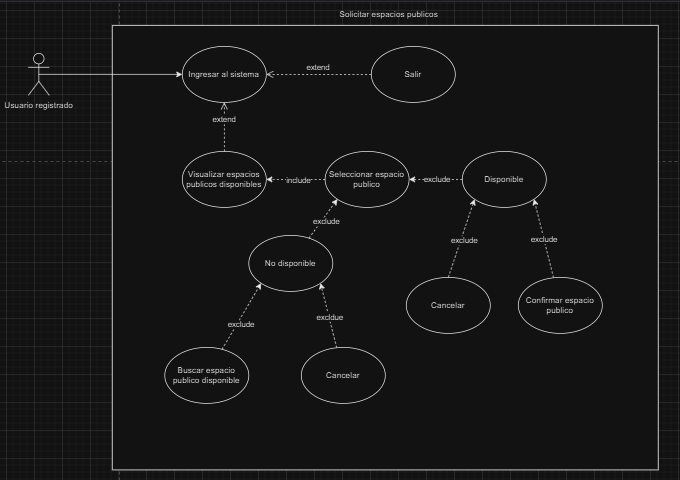 Solicitar espacios publicos
Usuario registrado
Ingresar al sistema
extend
Salir
extend
Visualizar espacios
publicos disponibles
include
Seleccionar espacio
publico
exclude
Disponible
exclude
No disponible
exclude
exclude
Cancelar
Confirmar espacio
publico
exclude
excldue
Buscar espacio
publico disponible
Cancelar